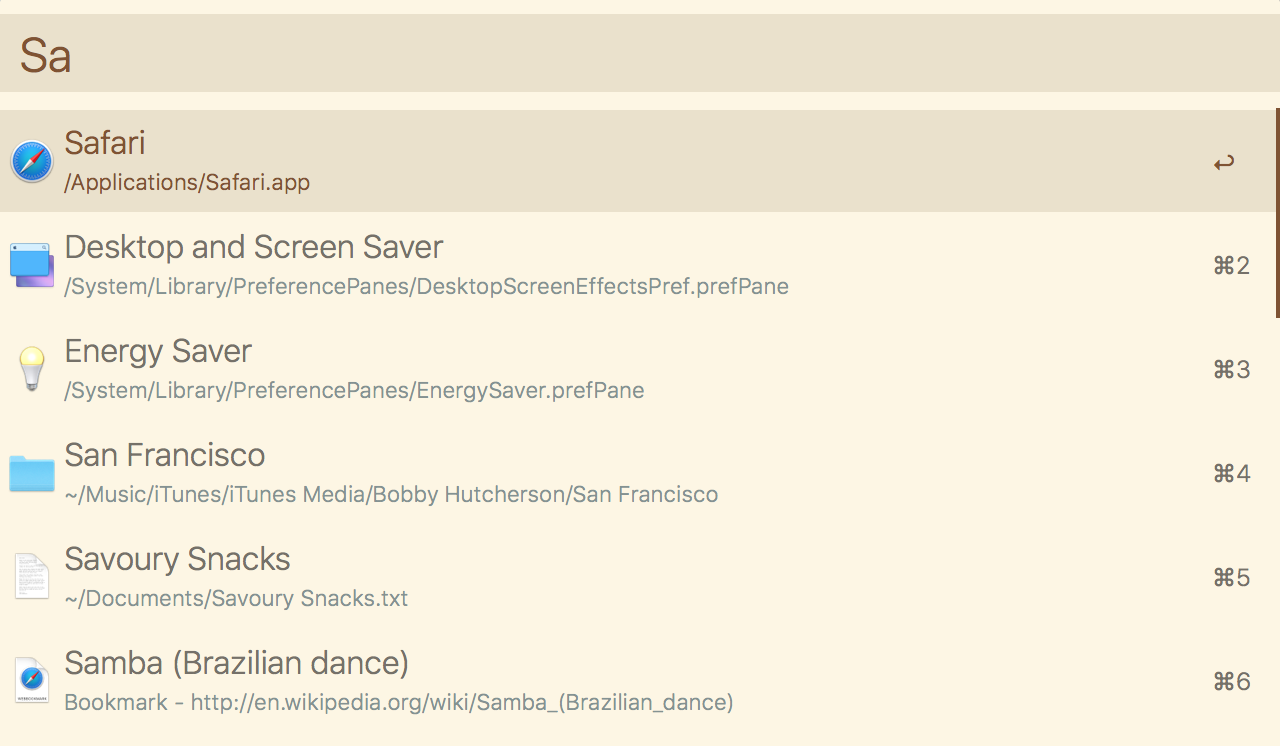 Sa
Safari
/Applications/Safari.app
↩
Desktop and Screen Saver
/System/Library/PreferencePanes/DesktopScreenEffectsPref.prefPane
⌘2
Energy Saver
/System/Library/PreferencePanes/EnergySaver.prefPane
⌘3
San Francisco
~/Music/iTunes/iTunes Media/Bobby Hutcherson/San Francisco
⌘4
Savoury Snacks
~/Documents/Savoury Snacks.txt
⌘5
Samba (Brazilian dance)
Bookmark - http://en.wikipedia.org/wiki/Samba_(Brazilian_dance)
⌘6